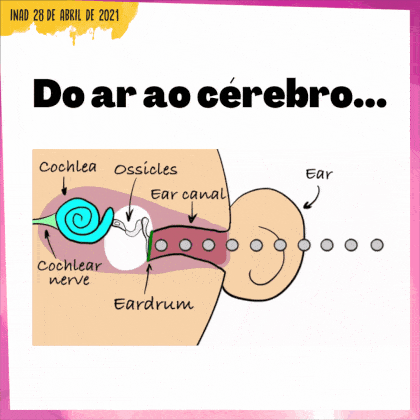 INAD 28 DE ABRIL DE 2021
Do ar ao cérebro...
Cochlea
Ossicles
Ear canal
Ear
Cochlear
nerve
Eardrum